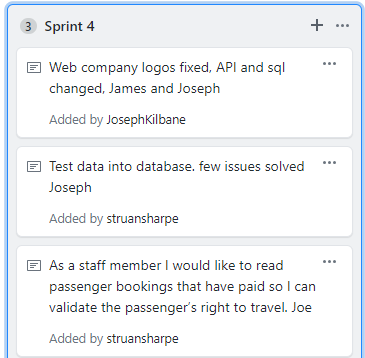 3 Sprint 4
Web company logos fixed, API and sql
changed, James and Joseph
Added by JosephKilbane
Test data into database. few issues solved
Joseph
Added by struansharpe
As a staff member I would like to read
passenger bookings that have paid so I can
validate the passenger's right to travel. Joe
Added by struansharpe